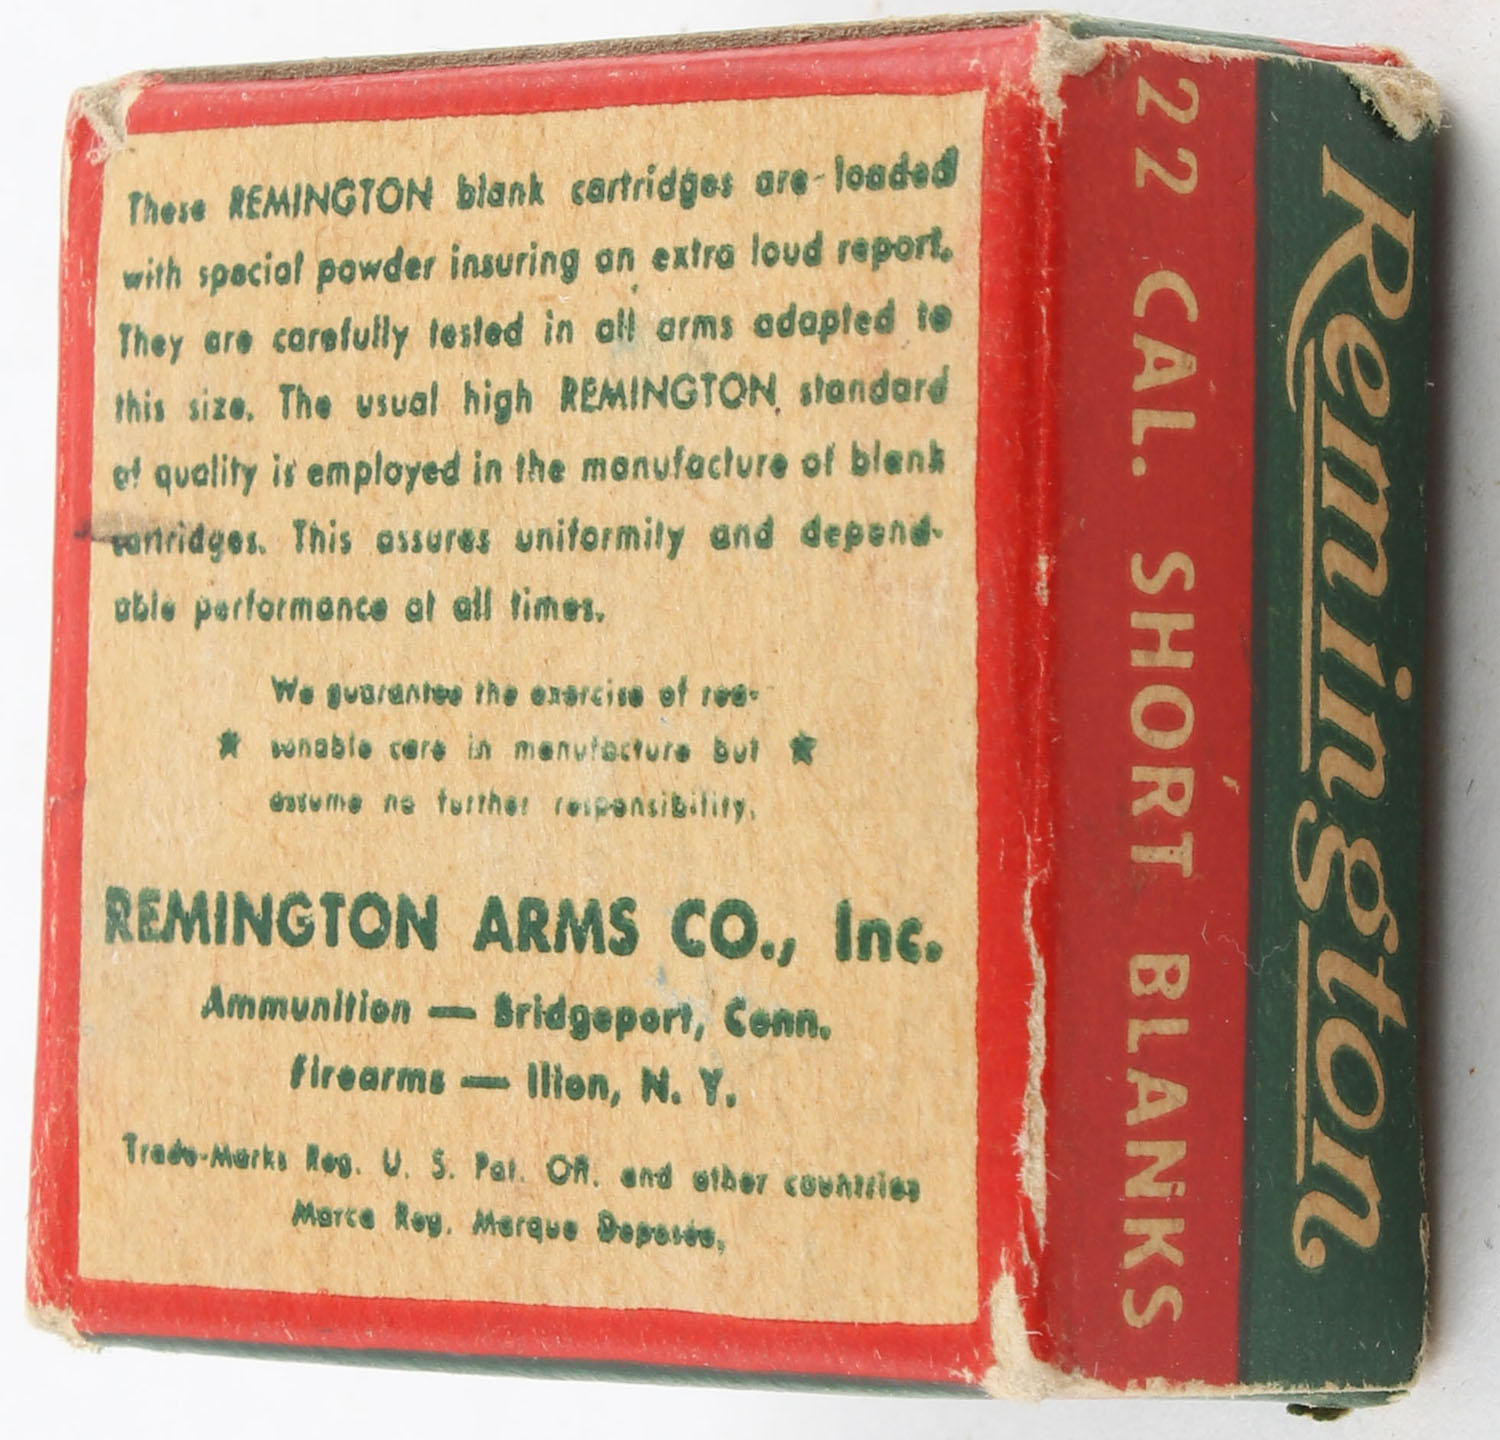 These REMINGTON blank cartridges are loaded
with special powder insuring an extra loud report.
They are carefully tested in all arms adapted to
this size. The usual high REMINGTON standard
of quality is employed in the manufacture of blank
cartridges. This assures uniformity and depend-
able performance at all times.
We guarantee the exercise of rea-
★ sonable care in manufacture but ★
assume no further responsibility.
REMINGTON ARMS CO., Inc.
Ammunition — Bridgeport, Conn.
Firearms — Ilion, N. Y.
Trade-Marks Reg. U. S. Pat. Off. and other countries
Marca Reg. Marque Deposée.
22 CAL. SHORT BLANKS
Remington